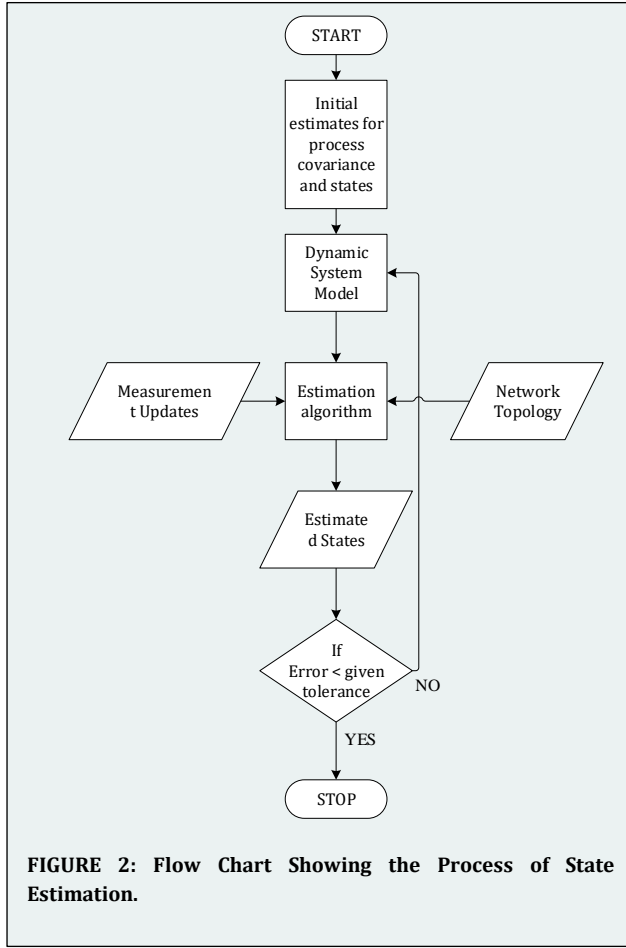 START
Initial
estimates for
process
covariance
and states
Dynamic
System
Model
Measuremen
t Updates
Estimation
algorithm
Network
Topology
Estimate
d States
If
Error < given
tolerance
NO
YES
STOP
FIGURE 2: Flow Chart Showing the Process of State
Estimation.